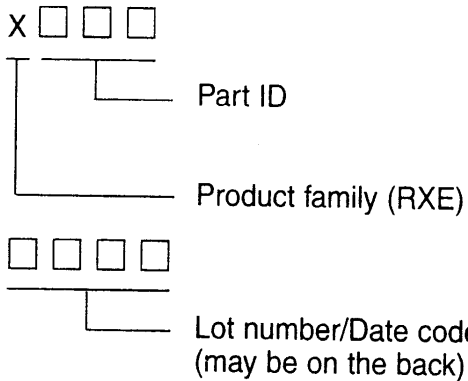 X □ □ □
Part ID
Product family (RXE)
□ □ □ □
Lot number/Date code
(may be on the back)